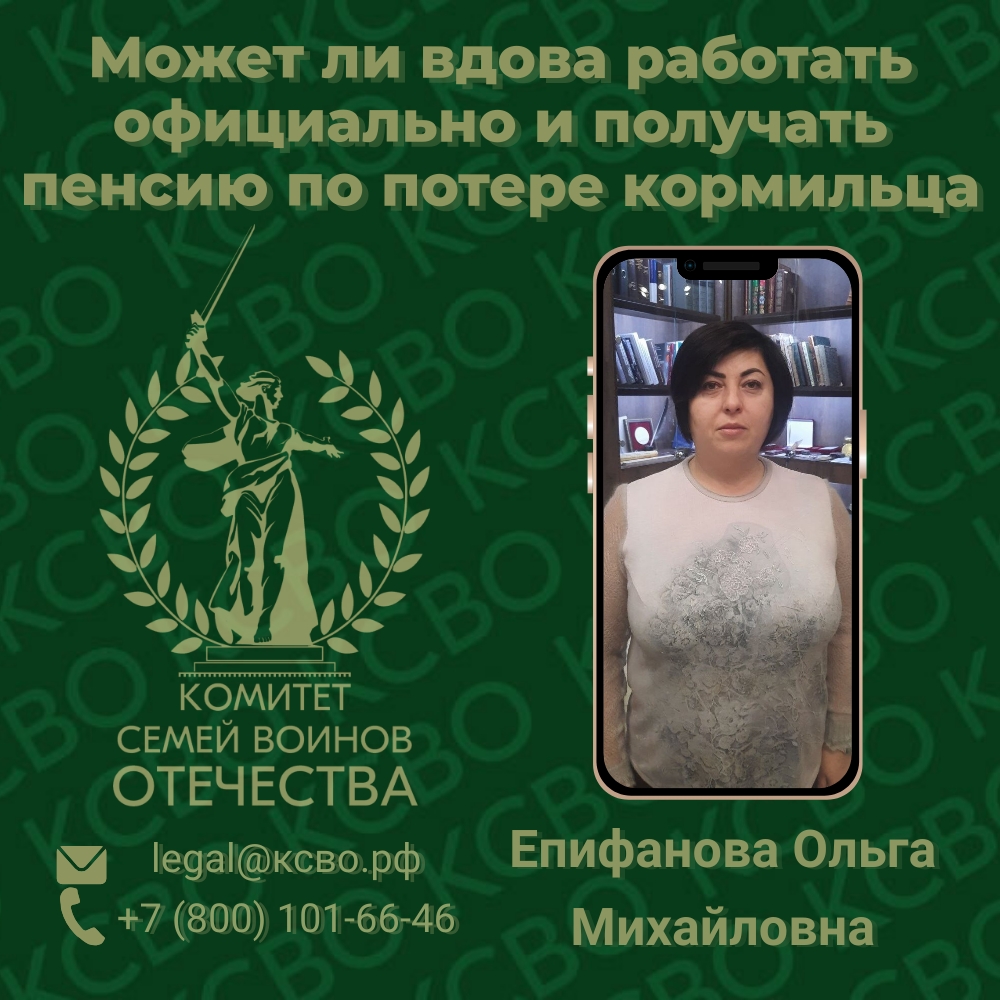 Может ли вдова работать
официально и получать
пенсию по потере кормильца
КОМИТЕТ
СЕМЕЙ ВОИНОВ
ОТЕЧЕСТВА
legal@ксво.рф
+7 (800) 101-66-46
Епифанова Ольга
Михайловна
КСВО